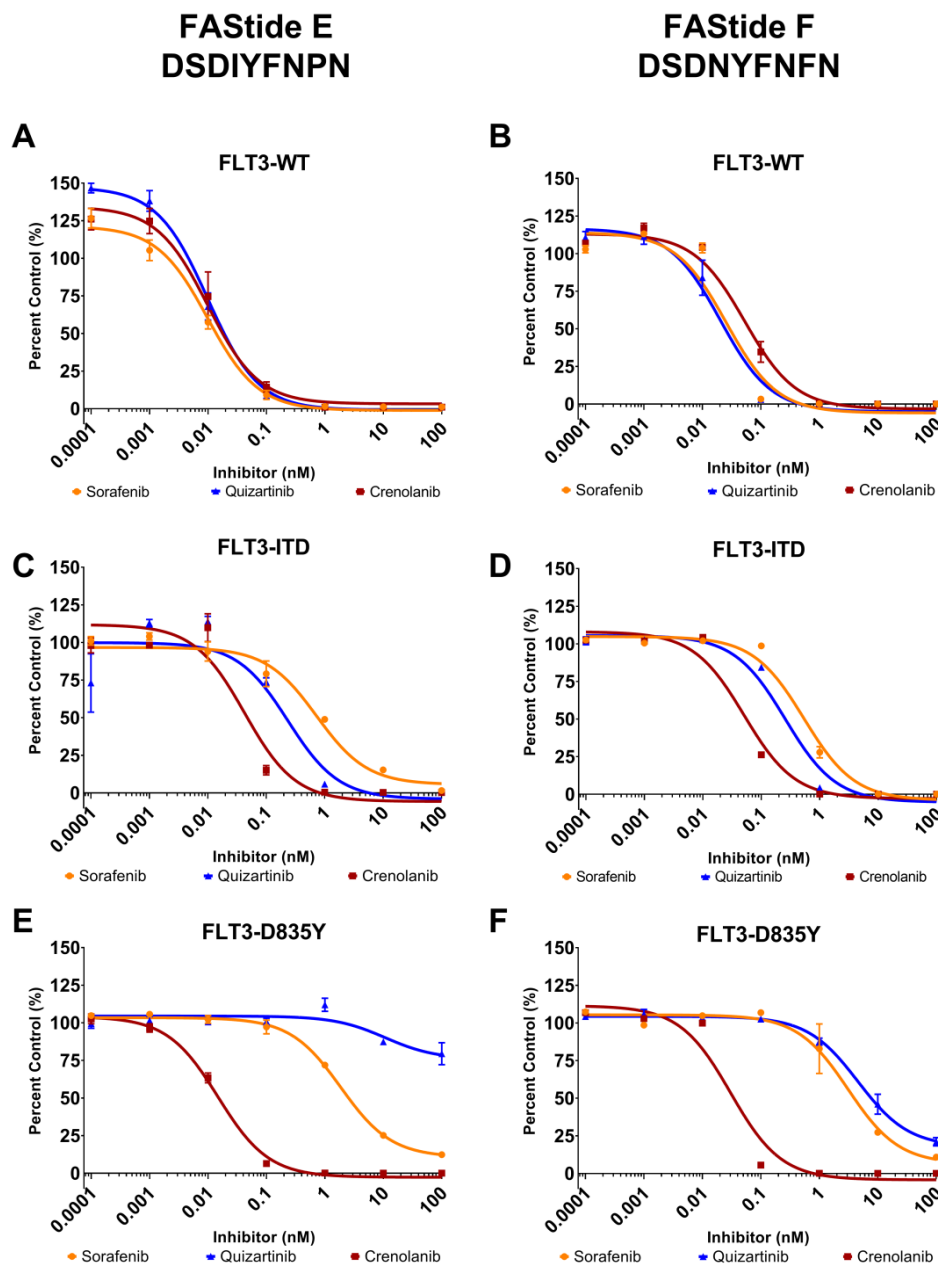 FAStide E
DSDIYFNPN
FAStide F
DSDNYFNFN
A
FLT3-WT
Percent Control (%)
150
125
100
75
50
25
0
0.0001
0.001
0.01
0.1
1
10
100
Inhibitor (nM)
Sorafenib Quizartinib Crenolanib
B
FLT3-WT
Percent Control (%)
150
125
100
75
50
25
0
0.0001
0.001
0.01
0.1
1
10
100
Inhibitor (nM)
Sorafenib Quizartinib Crenolanib
C
FLT3-ITD
Percent Control (%)
150
125
100
75
50
25
0
0.0001
0.001
0.01
0.1
1
10
100
Inhibitor (nM)
Sorafenib Quizartinib Crenolanib
D
FLT3-ITD
Percent Control (%)
150
125
100
75
50
25
0
0.0001
0.001
0.01
0.1
1
10
100
Inhibitor (nM)
Sorafenib Quizartinib Crenolanib
E
FLT3-D835Y
Percent Control (%)
150
125
100
75
50
25
0
0.0001
0.001
0.01
0.1
1
10
100
Inhibitor (nM)
Sorafenib Quizartinib Crenolanib
F
FLT3-D835Y
Percent Control (%)
150
125
100
75
50
25
0
0.0001
0.001
0.01
0.1
1
10
100
Inhibitor (nM)
Sorafenib Quizartinib Crenolanib